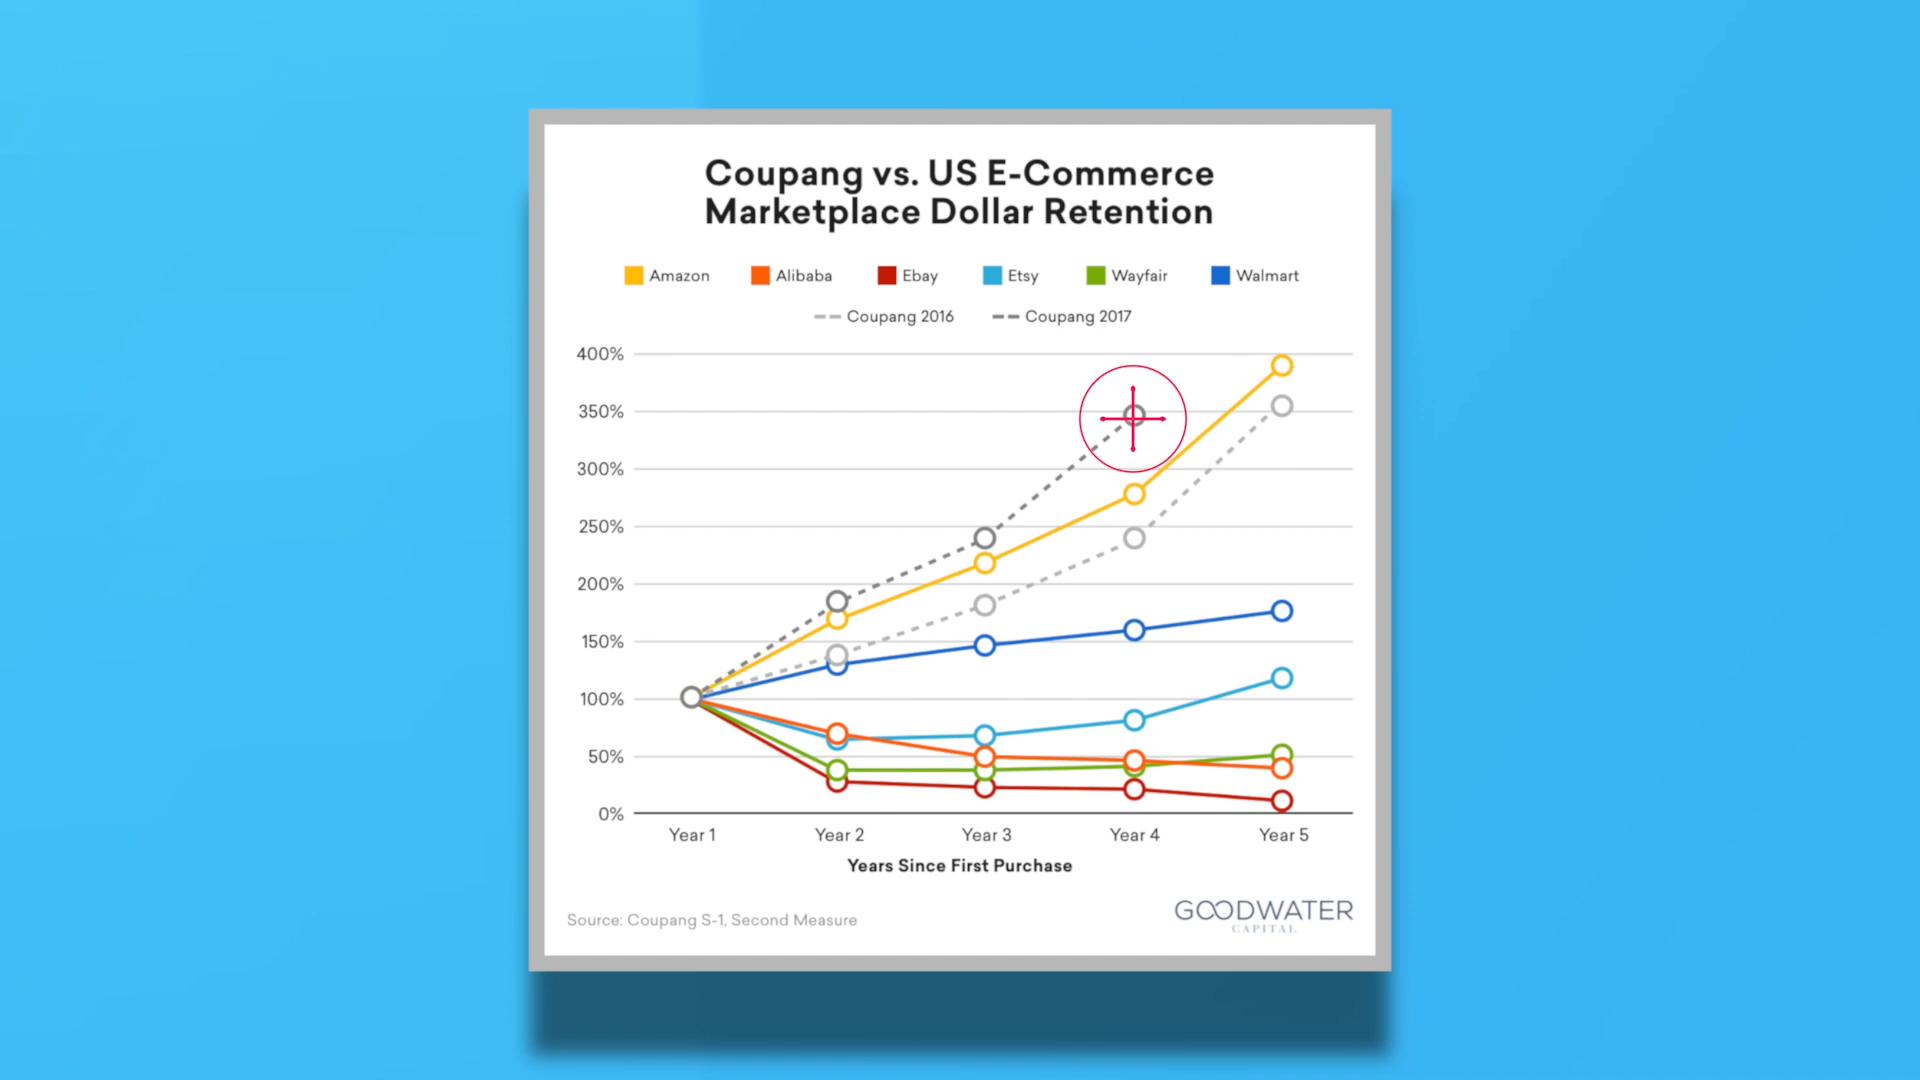 Coupang vs. US E-Commerce
Marketplace Dollar Retention
Amazon Alibaba Ebay Etsy Wayfair Walmart
Coupang 2016 Coupang 2017
400%
350%
300%
250%
200%
150%
100%
50%
0%
Year 1 Year 2 Year 3 Year 4 Year 5
Years Since First Purchase
Source: Coupang S-1, Second Measure
GOODWATER
CAPITAL